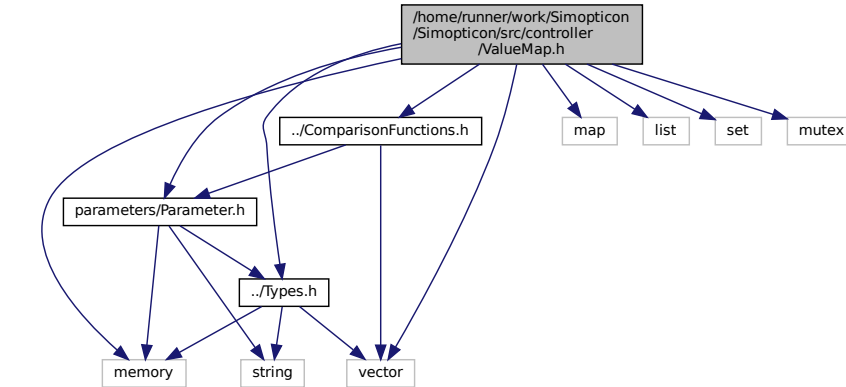 /home/runner/work/Simopticon
/Simopticon/src/controller
/ValueMap.h
../ComparisonFunctions.h
map
list
set
mutex
parameters/Parameter.h
../Types.h
memory
string
vector